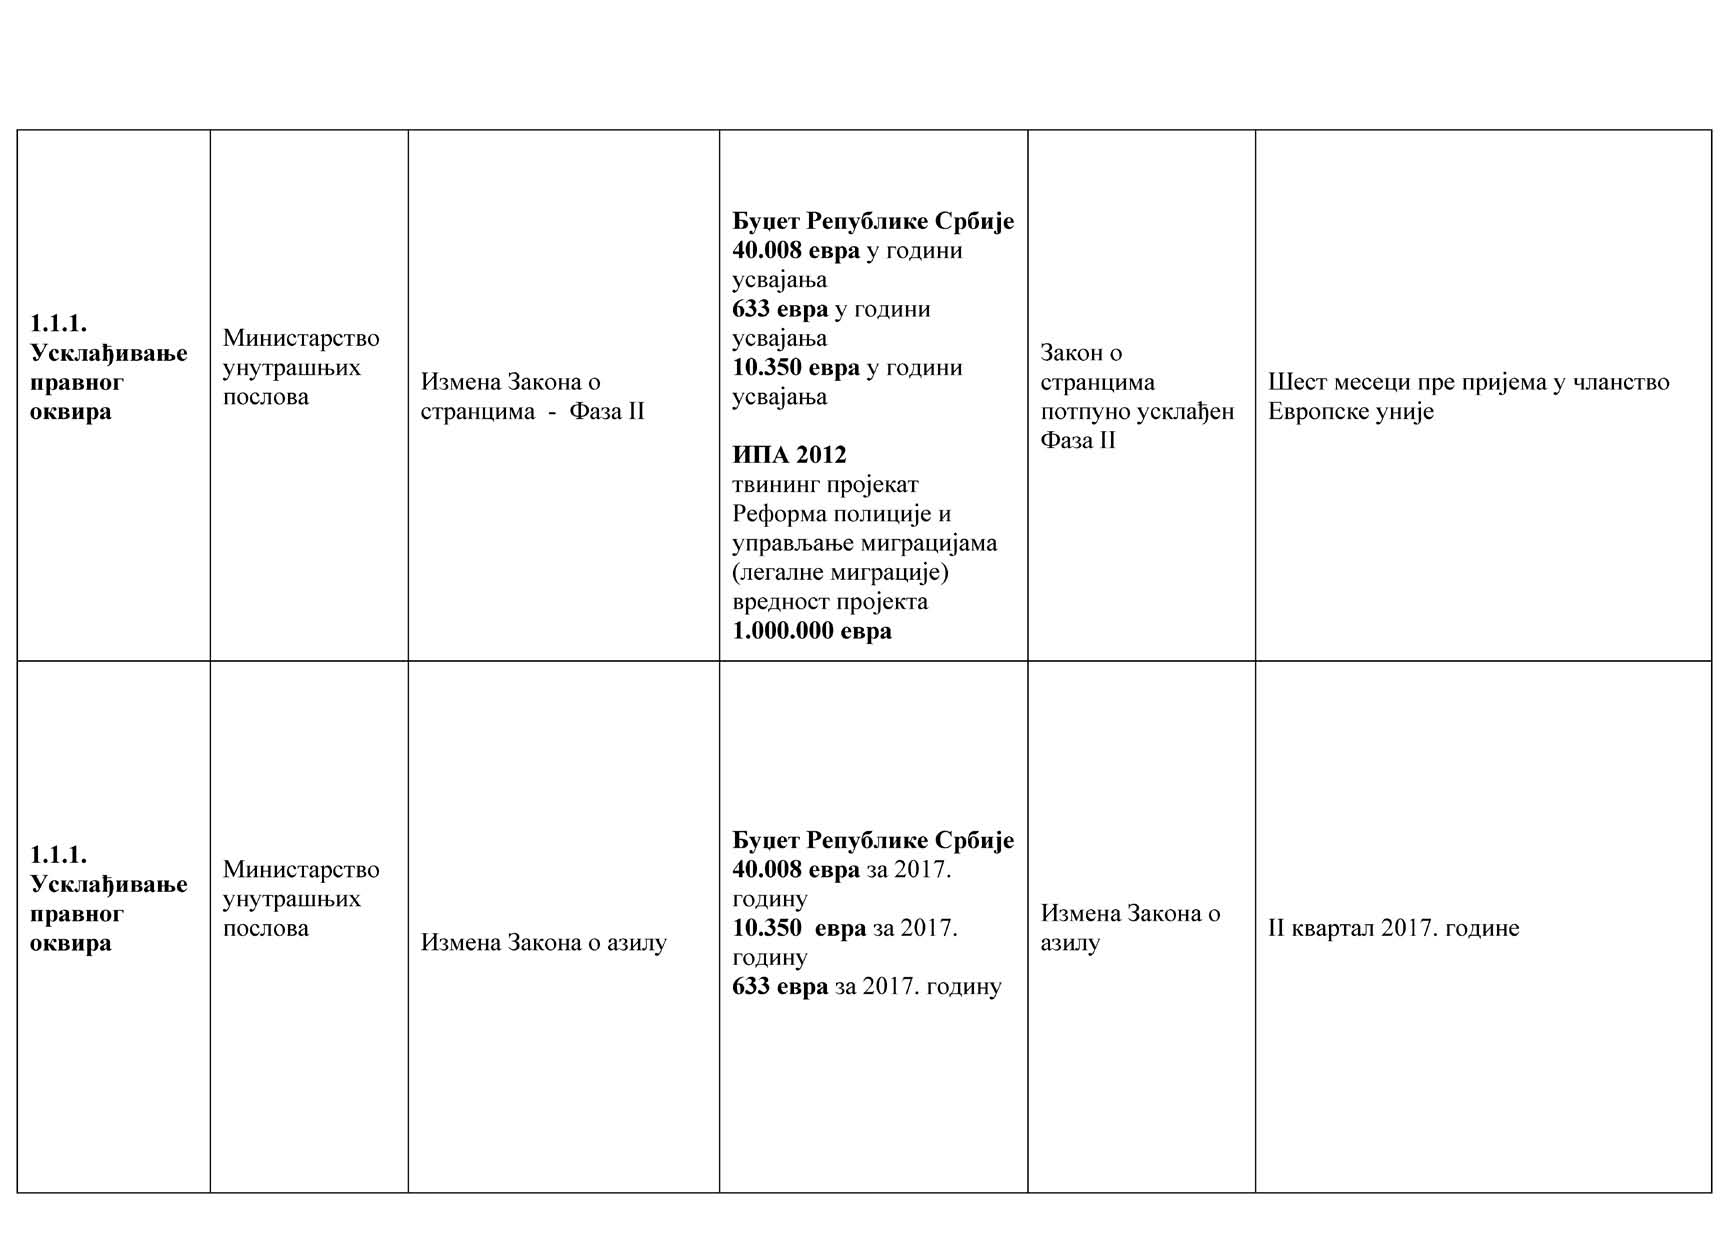 1.1.1.
Усклађивање
правног
оквира
Министарство
унутрашњих
послова
Измена Закона о
странцима  -  Фаза II
Буџет Републике Србије
40.008 евра у години
усвајања
633 евра у години
усвајања
10.350 евра у години
усвајања
ИПА 2012
твининг пројекат
Реформа полиције и
управљање миграцијама
(легалне миграције)
вредност пројекта
1.000.000 евра
Закон о
странцима
потпуно усклађен
Фаза II
Шест месеци пре пријема у чланство
Европске уније
1.1.1.
Усклађивање
правног
оквира
Министарство
унутрашњих
послова
Измена Закона о азилу
Буџет Републике Србије
40.008 евра за 2017.
годину
10.350  евра за 2017.
годину
633 евра за 2017. годину
Измена Закона о
азилу
II квартал 2017. године